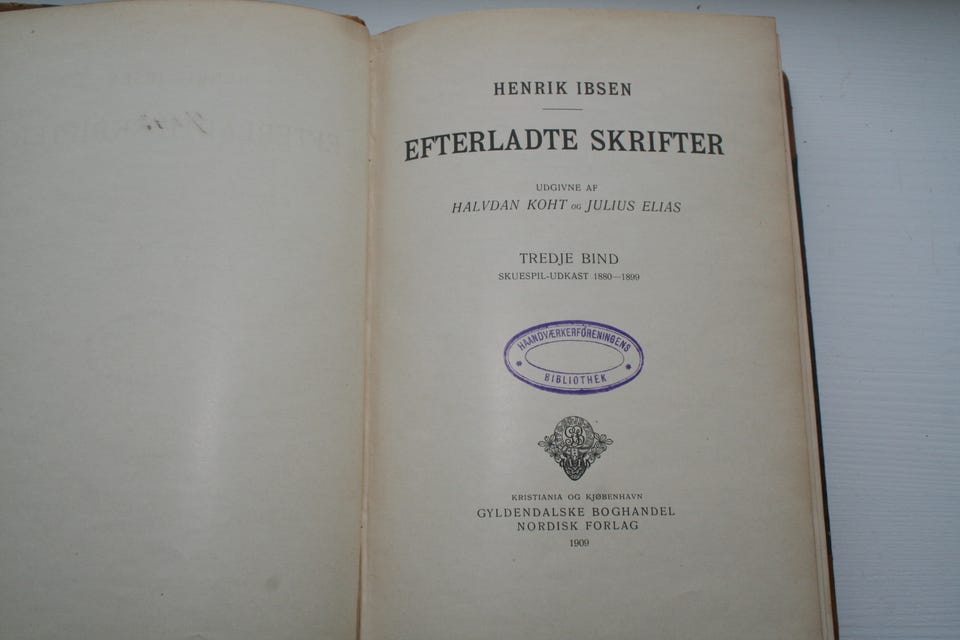 HENRIK IBSEN
EFTERLADTE SKRIFTER
UDGIVNE AF
HALVDAN KOHT OG JULIUS ELIAS
TREDJE BIND
SKUESPIL-UDKAST 1880—1899
HAANDVÆRKERFORENINGENS
BIBLIOTHEK
KRISTIANIA OG KJØBENHAVN
GYLDENDALSKE BOGHANDEL
NORDISK FORLAG
1909